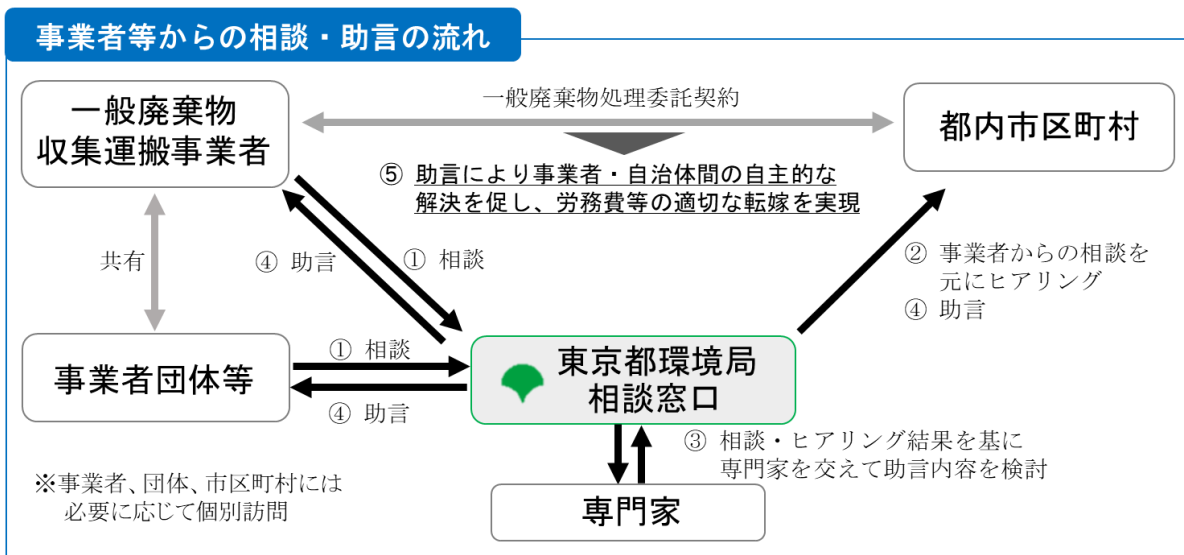 事業者等からの相談・助言の流れ
一般廃棄物
収集運搬事業者
一般廃棄物処理委託契約
都内市区町村
⑤ 助言により事業者・自治体間の自主的な
解決を促し、労務費等の適切な転嫁を実現
共有
④ 助言
① 相談
② 事業者からの相談を
元にヒアリング
④ 助言
事業者団体等
① 相談
④ 助言
東京都環境局
相談窓口
③ 相談・ヒアリング結果を基に
専門家を交えて助言内容を検討
専門家
※事業者、団体、市区町村には
必要に応じて個別訪問